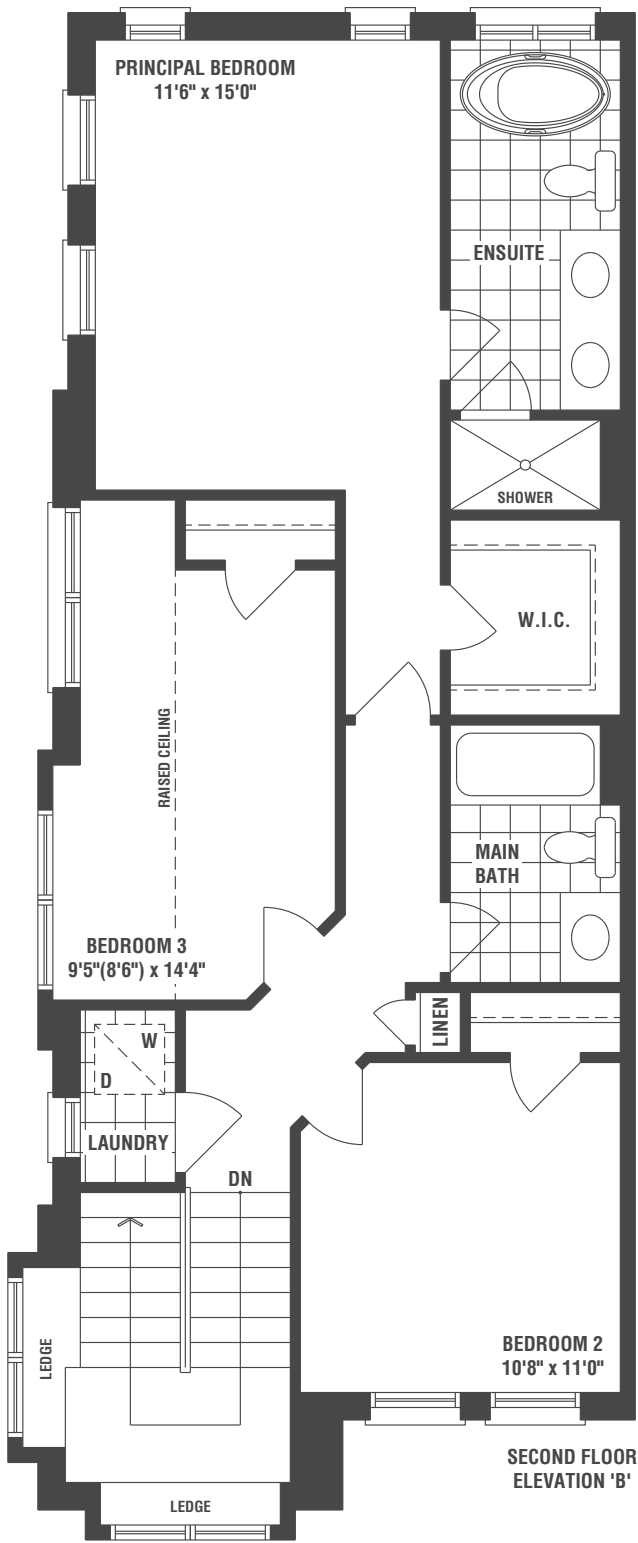 PRINCIPAL BEDROOM
11'6" x 15'0"
ENSUITE
SHOWER
W.I.C.
RAISED CEILING
MAIN
BATH
BEDROOM 3
9'5"(8'6") x 14'4"
LINEN
W
D
LAUNDRY
DN
LEDGE
BEDROOM 2
10'8" x 11'0"
SECOND FLOOR
ELEVATION 'B'
LEDGE